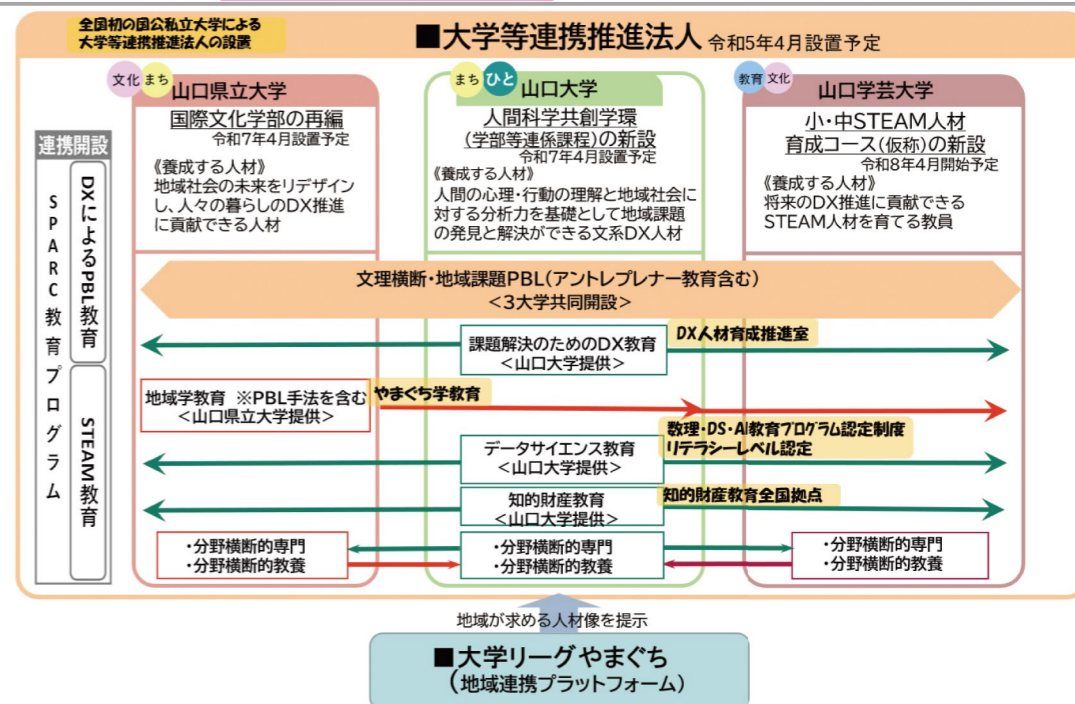 全国初の国公私立大学による
大学等連携推進法人の設置
■大学等連携推進法人 令和5年4月設置予定
文化 まち
山口県立大学
国際文化学部の再編
令和7年4月設置予定
《養成する人材》
地域社会の未来をリデザイン
し、人々の暮らしのDX推進
に貢献できる人材
まち ひと
山口大学
人間科学共創学環
(学部等連係課程)の新設
令和7年4月設置予定
《養成する人材》
人間の心理・行動の理解と地域社会に
対する分析力を基礎として地域課題
の発見と解決ができる文系DX人材
教育 文化
山口学芸大学
小・中STEAM人材
育成コース(仮称)の新設
令和8年4月開始予定
《養成する人材》
将来のDX推進に貢献できる
STEAM人材を育てる教員
連携開設
SPARC教育プログラム
DXによるPBL教育
STEAM教育
文理横断・地域課題PBL(アントレプレナー教育含む)
<3大学共同開設>
課題解決のためのDX教育
<山口大学提供>
DX人材育成推進室
地域学教育 ※PBL手法を含む
<山口県立大学提供>
やまぐち学教育
データサイエンス教育
<山口大学提供>
数理・DS・AI教育プログラム認定制度
リテラシーレベル認定
知的財産教育
<山口大学提供>
知的財産教育全国拠点
・分野横断的専門
・分野横断的教養
・分野横断的専門
・分野横断的教養
・分野横断的専門
・分野横断的教養
地域が求める人材像を提示
■大学リーグやまぐち
(地域連携プラットフォーム)